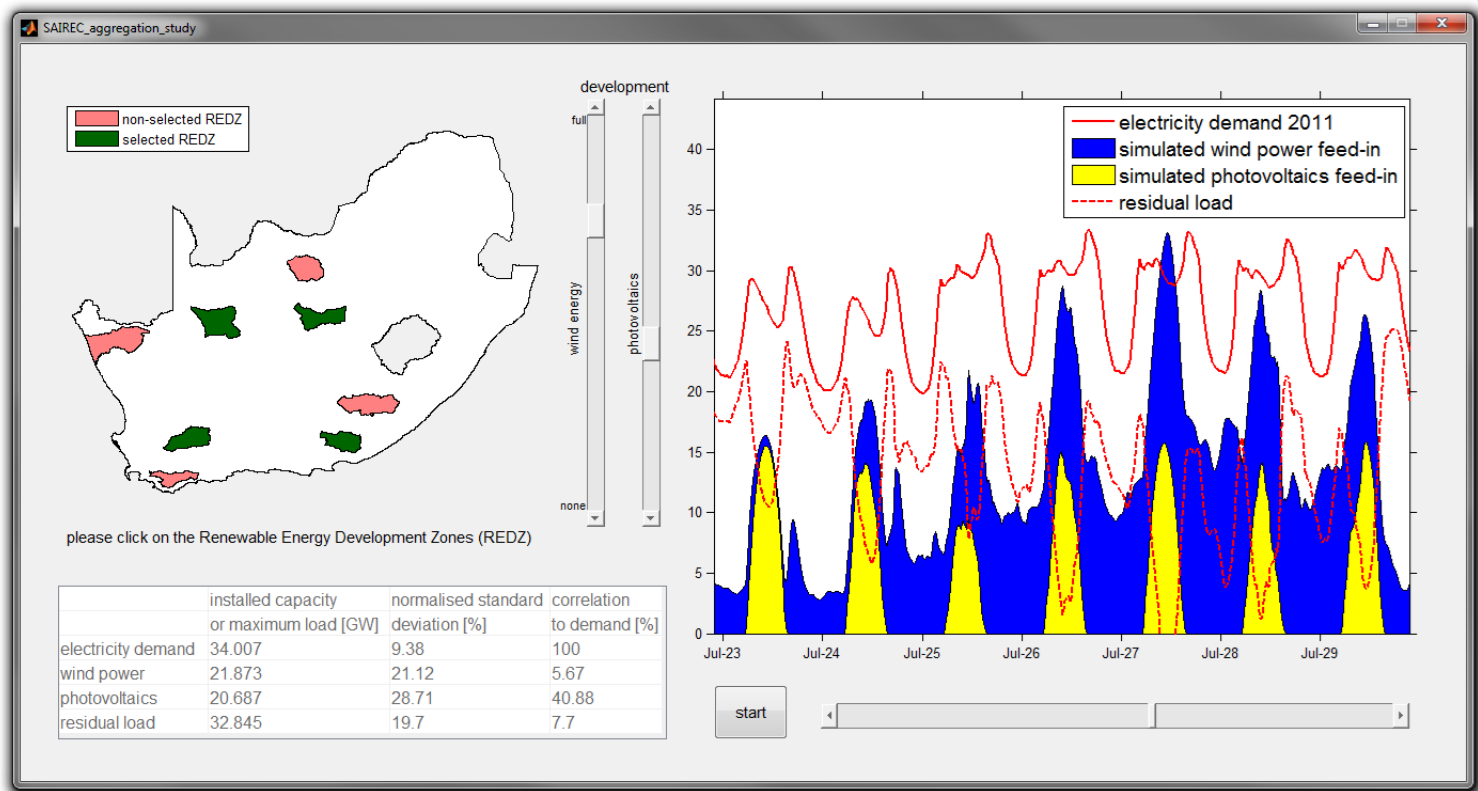 SAIREC_aggregation_study
development
non-selected REDZ
selected REDZ
full
none
wind energy
photovoltaics
please click on the Renewable Energy Development Zones (REDZ)
installed capacity normalised standard correlation
or maximum load [GW] deviation [%] to demand [%]
electricity demand 34.007 9.38 100
wind power 21.873 21.12 5.67
photovoltaics 20.687 28.71 40.88
residual load 32.845 19.7 7.7
electricity demand 2011
simulated wind power feed-in
simulated photovoltaics feed-in
residual load
40
35
30
25
20
15
10
5
0
Jul-23 Jul-24 Jul-25 Jul-26 Jul-27 Jul-28 Jul-29
start